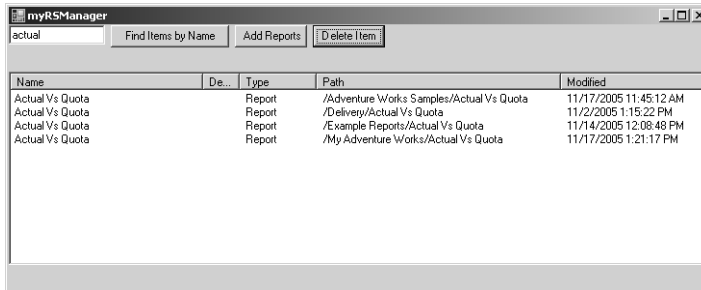 myRSManager
actual Find Items by Name Add Reports Delete Item
Name De... Type Path Modified
Actual Vs Quota Report /Adventure Works Samples/Actual Vs Quota 11/17/2005 11:45:12 AM
Actual Vs Quota Report /Delivery/Actual Vs Quota 11/2/2005 1:15:22 PM
Actual Vs Quota Report /Example Reports/Actual Vs Quota 11/14/2005 12:08:48 PM
Actual Vs Quota Report /My Adventure Works/Actual Vs Quota 11/17/2005 1:21:17 PM